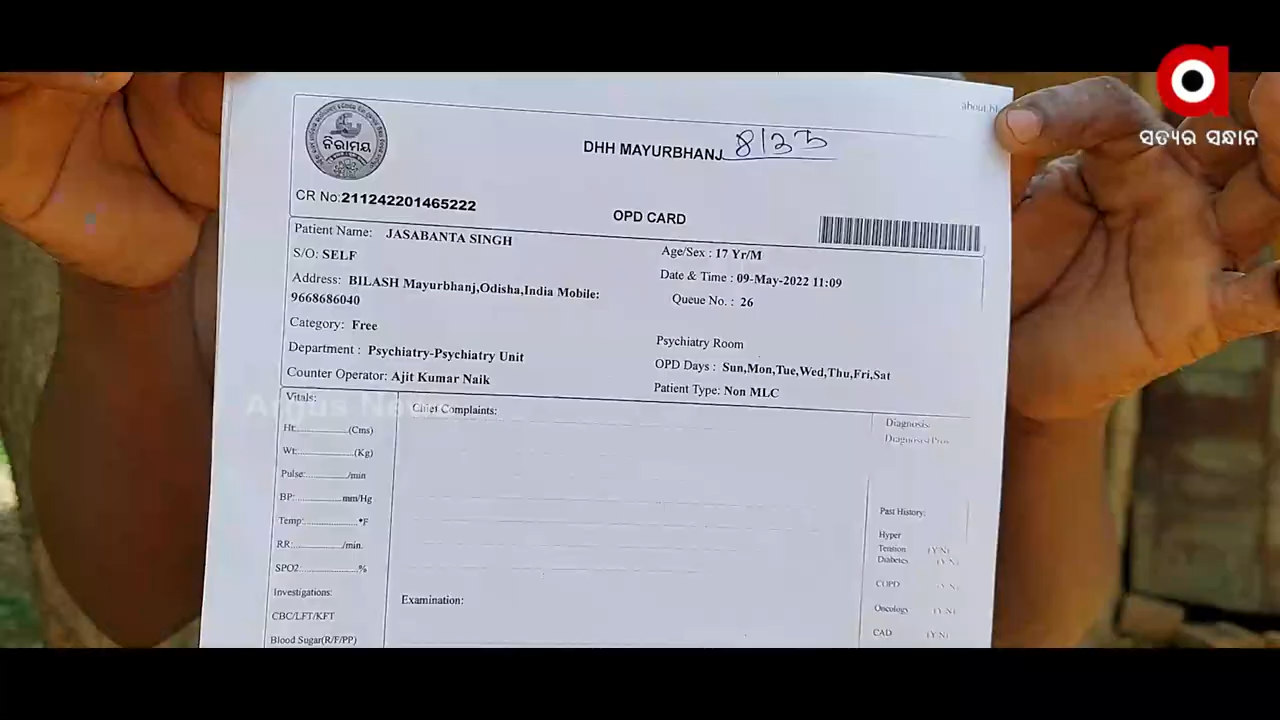 ସତ୍ୟର ସନ୍ଧାନ
ନିରାମୟ
DHH MAYURBHANJ
CR No:211242201465222
OPD CARD
Patient Name: JASABANTA SINGH
Age/Sex : 17 Yr/M
S/O: SELF
Date & Time : 09-May-2022 11:09
Address: BILASH Mayurbhanj,Odisha,India Mobile:
9668686040
Queue No. : 26
Category: Free
Psychiatry Room
Department : Psychiatry-Psychiatry Unit
OPD Days : Sun,Mon,Tue,Wed,Thu,Fri,Sat
Counter Operator: Ajit Kumar Naik
Patient Type: Non MLC
Vitals:
Ht:...............(Cms)
Wt:...............(Kg)
Pulse:............/min
BP:...............mm/Hg
Temp:.............°F
RR:.............../min.
SPO2..............%
Investigations:
CBC/LFT/KFT
Blood Sugar(R/F/PP)
Argus News
Chief Complaints:
Examination:
Diagnosis:
Past History:
Hyper
Tension (Y N)
Diabetes (Y N)
COPD (Y N)
Oncology (Y N)
CAD (Y N)